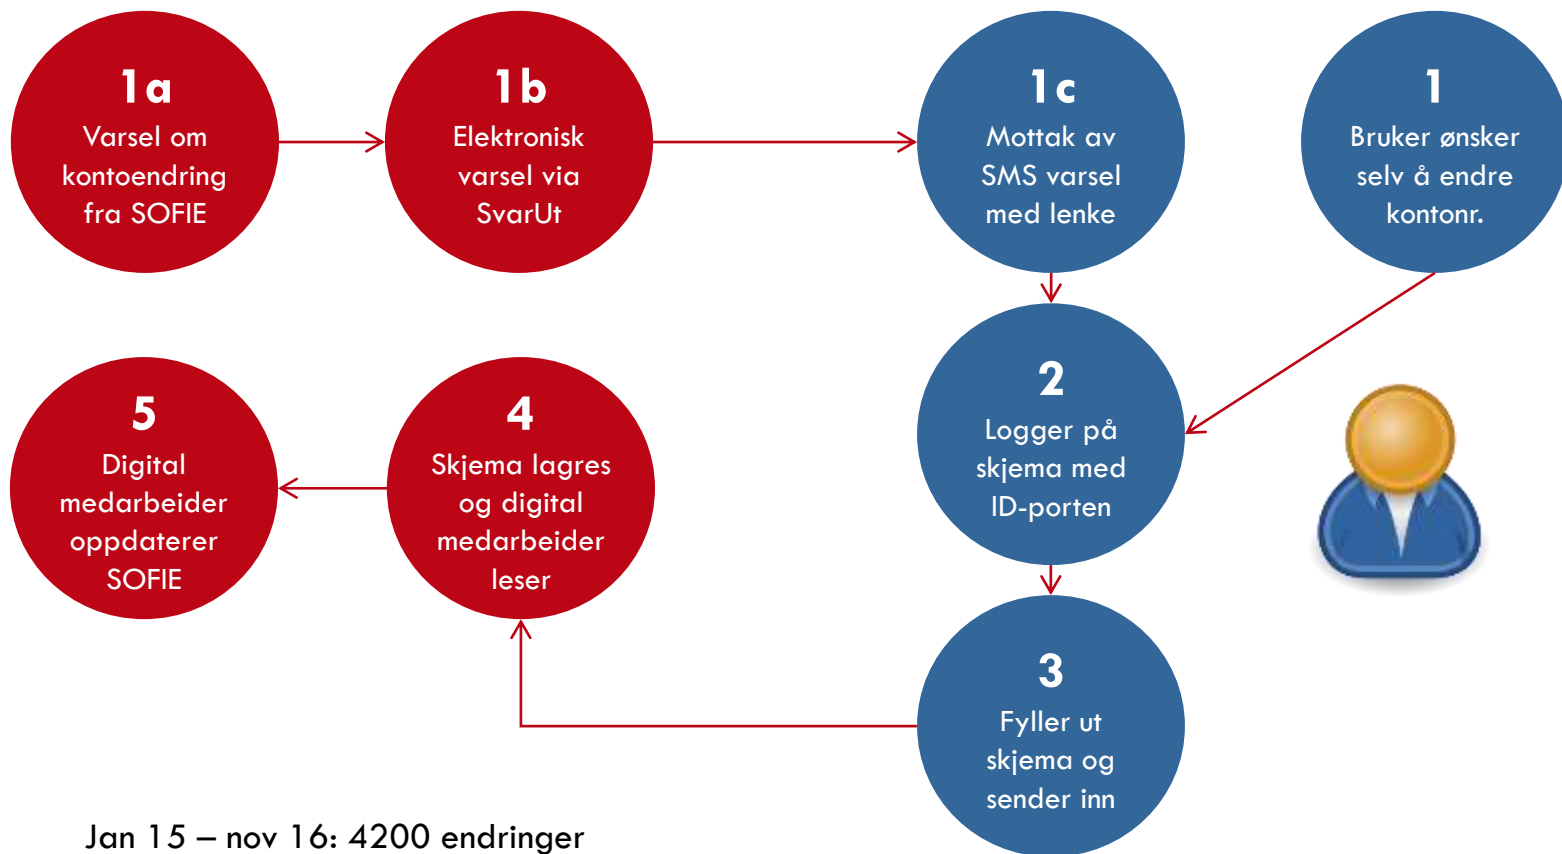 1a
Varsel om
kontoendring
fra SOFIE
1b
Elektronisk
varsel via
SvarUt
1c
Mottak av
SMS varsel
med lenke
1
Bruker ønsker
selv å endre
kontonr.
2
Logger på
skjema med
ID-porten
3
Fyller ut
skjema og
sender inn
4
Skjema lagres
og digital
medarbeider
leser
5
Digital
medarbeider
oppdaterer
SOFIE
Jan 15 – nov 16: 4200 endringer